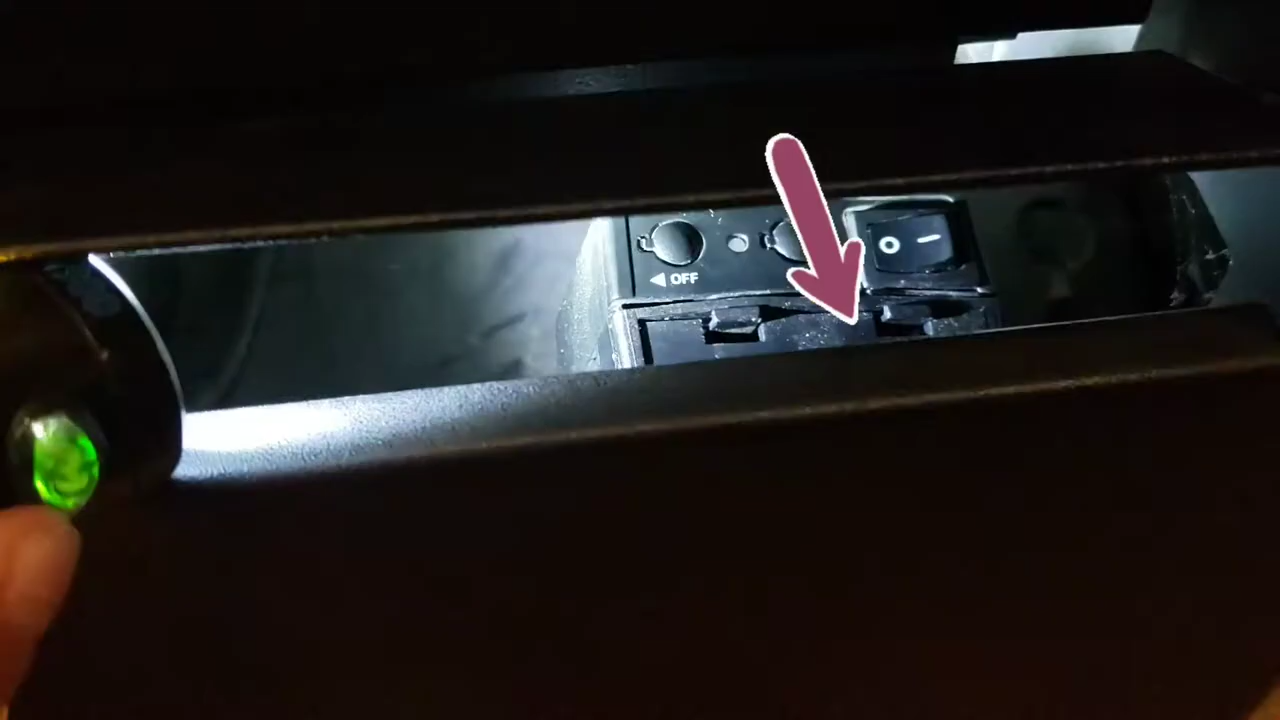 ◀ OFF
O —